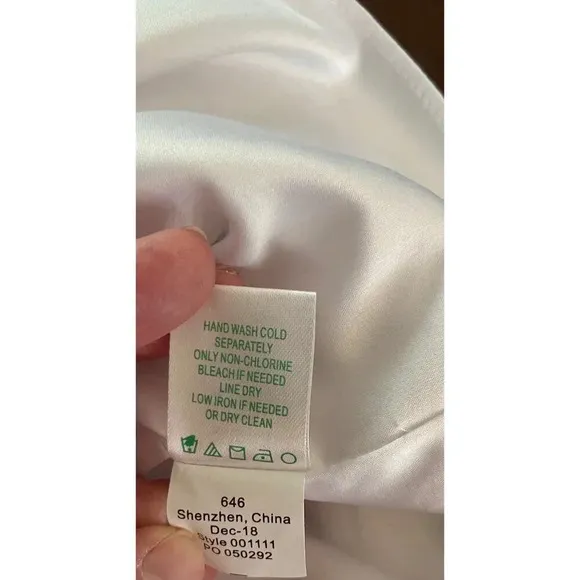 HAND WASH COLD
SEPARATELY
ONLY NON-CHLORINE
BLEACH IF NEEDED
LINE DRY
LOW IRON IF NEEDED
OR DRY CLEAN
646
Shenzhen, China
Dec-18
Style 001111
PO 050292